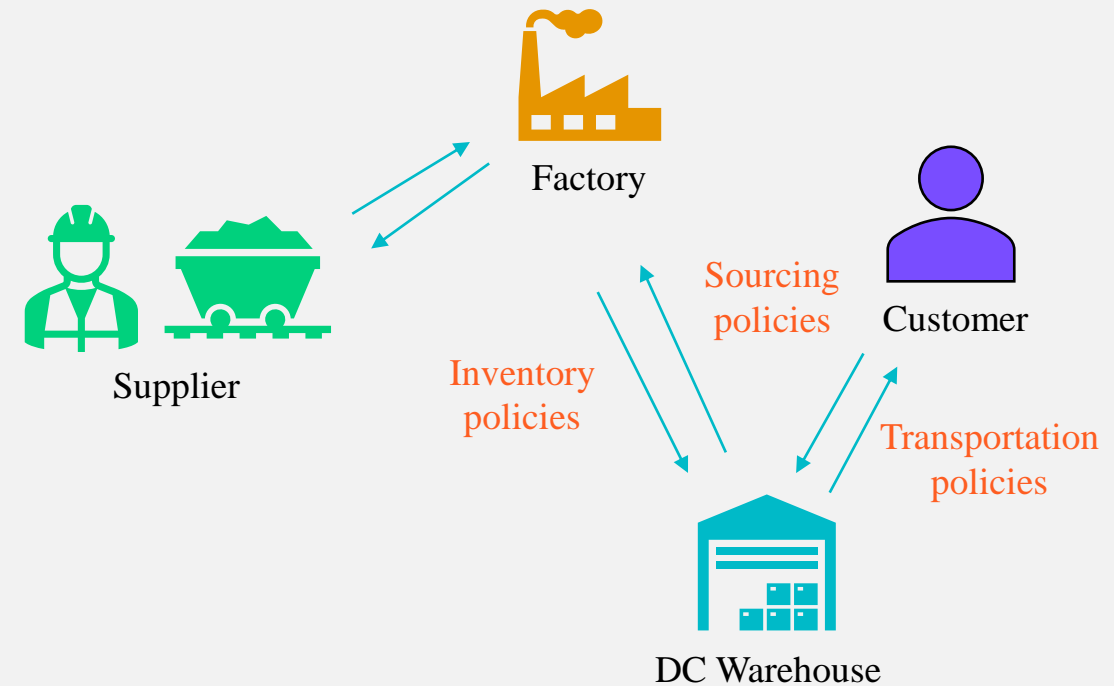 Factory
Supplier
Inventory
policies
Sourcing
policies
Customer
Transportation
policies
DC Warehouse